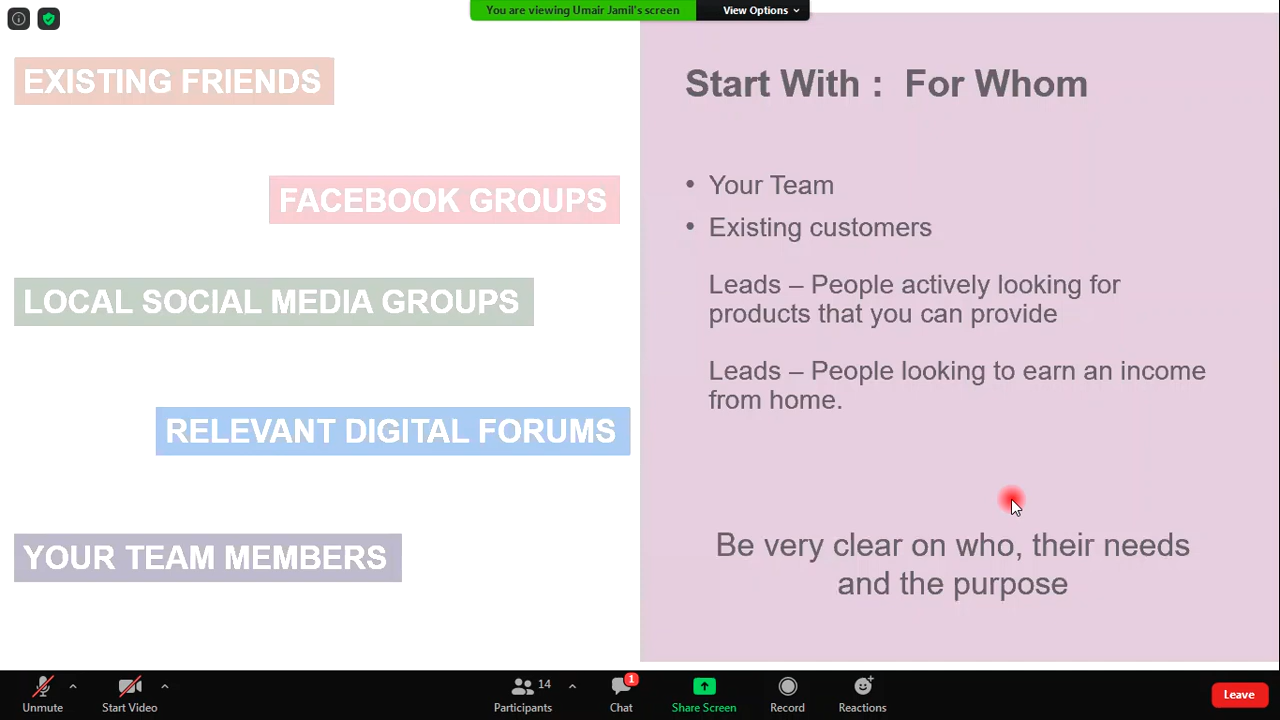 You are viewing Umair Jamil's screen
View Options
EXISTING FRIENDS
FACEBOOK GROUPS
LOCAL SOCIAL MEDIA GROUPS
RELEVANT DIGITAL FORUMS
YOUR TEAM MEMBERS
Start With : For Whom
• Your Team
• Existing customers
Leads – People actively looking for
products that you can provide
Leads – People looking to earn an income
from home.
Be very clear on who, their needs
and the purpose
Unmute
Start Video
14
Participants
1
Chat
Share Screen
Record
Reactions
Leave